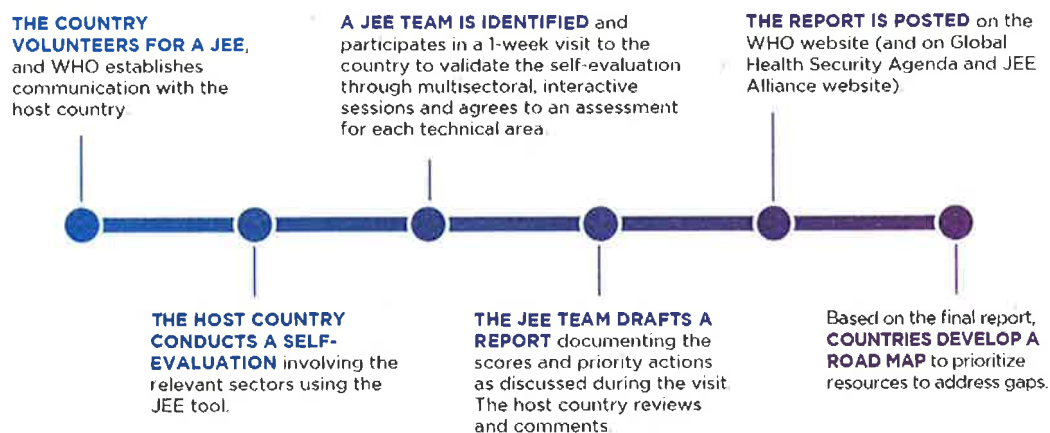 THE COUNTRY
VOLUNTEERS FOR A JEE,
and WHO establishes
communication with the
host country.
THE HOST COUNTRY
CONDUCTS A SELF-
EVALUATION involving the
relevant sectors using the
JEE tool.
A JEE TEAM IS IDENTIFIED and
participates in a 1-week visit to the
country to validate the self-evaluation
through multisectoral, interactive
sessions and agrees to an assessment
for each technical area.
THE JEE TEAM DRAFTS A
REPORT documenting the
scores and priority actions
as discussed during the visit.
The host country reviews
and comments.
THE REPORT IS POSTED on the
WHO website (and on Global
Health Security Agenda and JEE
Alliance website).
Based on the final report,
COUNTRIES DEVELOP A
ROAD MAP to prioritize
resources to address gaps.